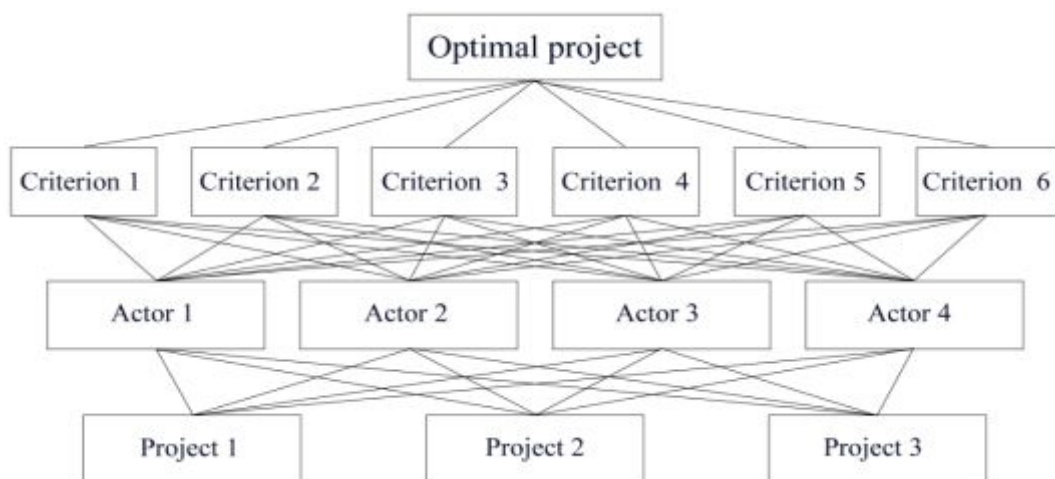 Optimal project
Criterion 1
Criterion 2
Criterion 3
Criterion 4
Criterion 5
Criterion 6
Actor 1
Actor 2
Actor 3
Actor 4
Project 1
Project 2
Project 3